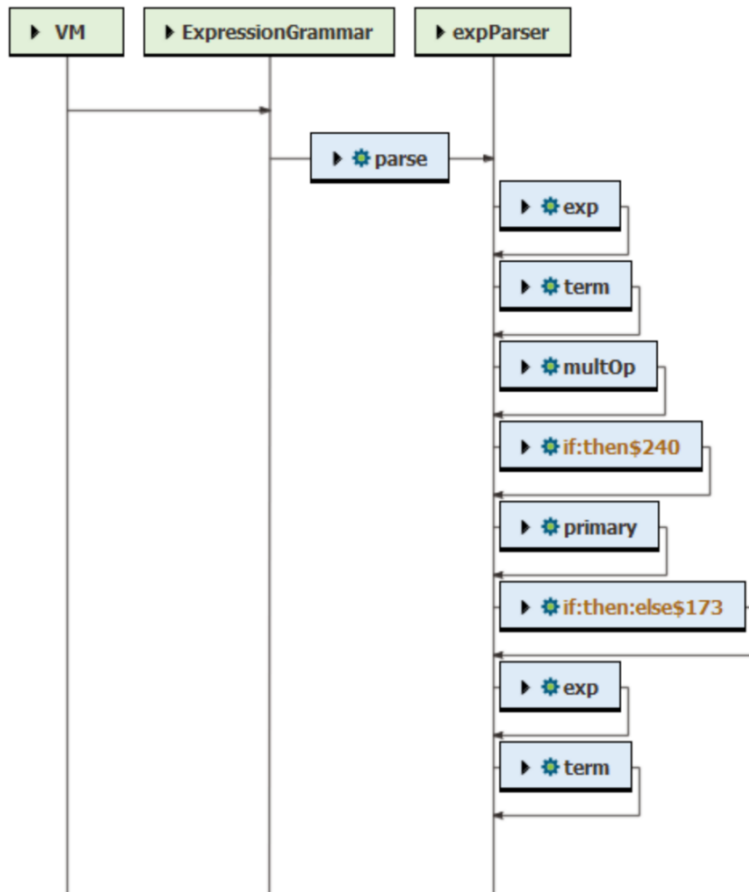 VM ExpressionGrammar expParser
parse
exp
term
multOp
if:then$240
primary
if:then:else$173
exp
term